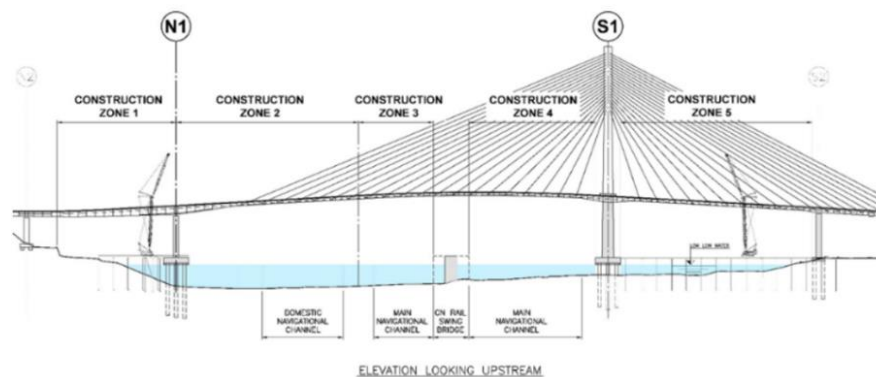 N1
S1
CONSTRUCTION
ZONE 1
CONSTRUCTION
ZONE 2
CONSTRUCTION
ZONE 3
CONSTRUCTION
ZONE 4
CONSTRUCTION
ZONE 5
LOW LOW WATER
DOMESTIC
NAVIGATIONAL
CHANNEL
MAIN
NAVIGATIONAL
CHANNEL
CN RAIL
SWING
BRIDGE
MAIN
NAVIGATIONAL
CHANNEL
ELEVATION LOOKING UPSTREAM